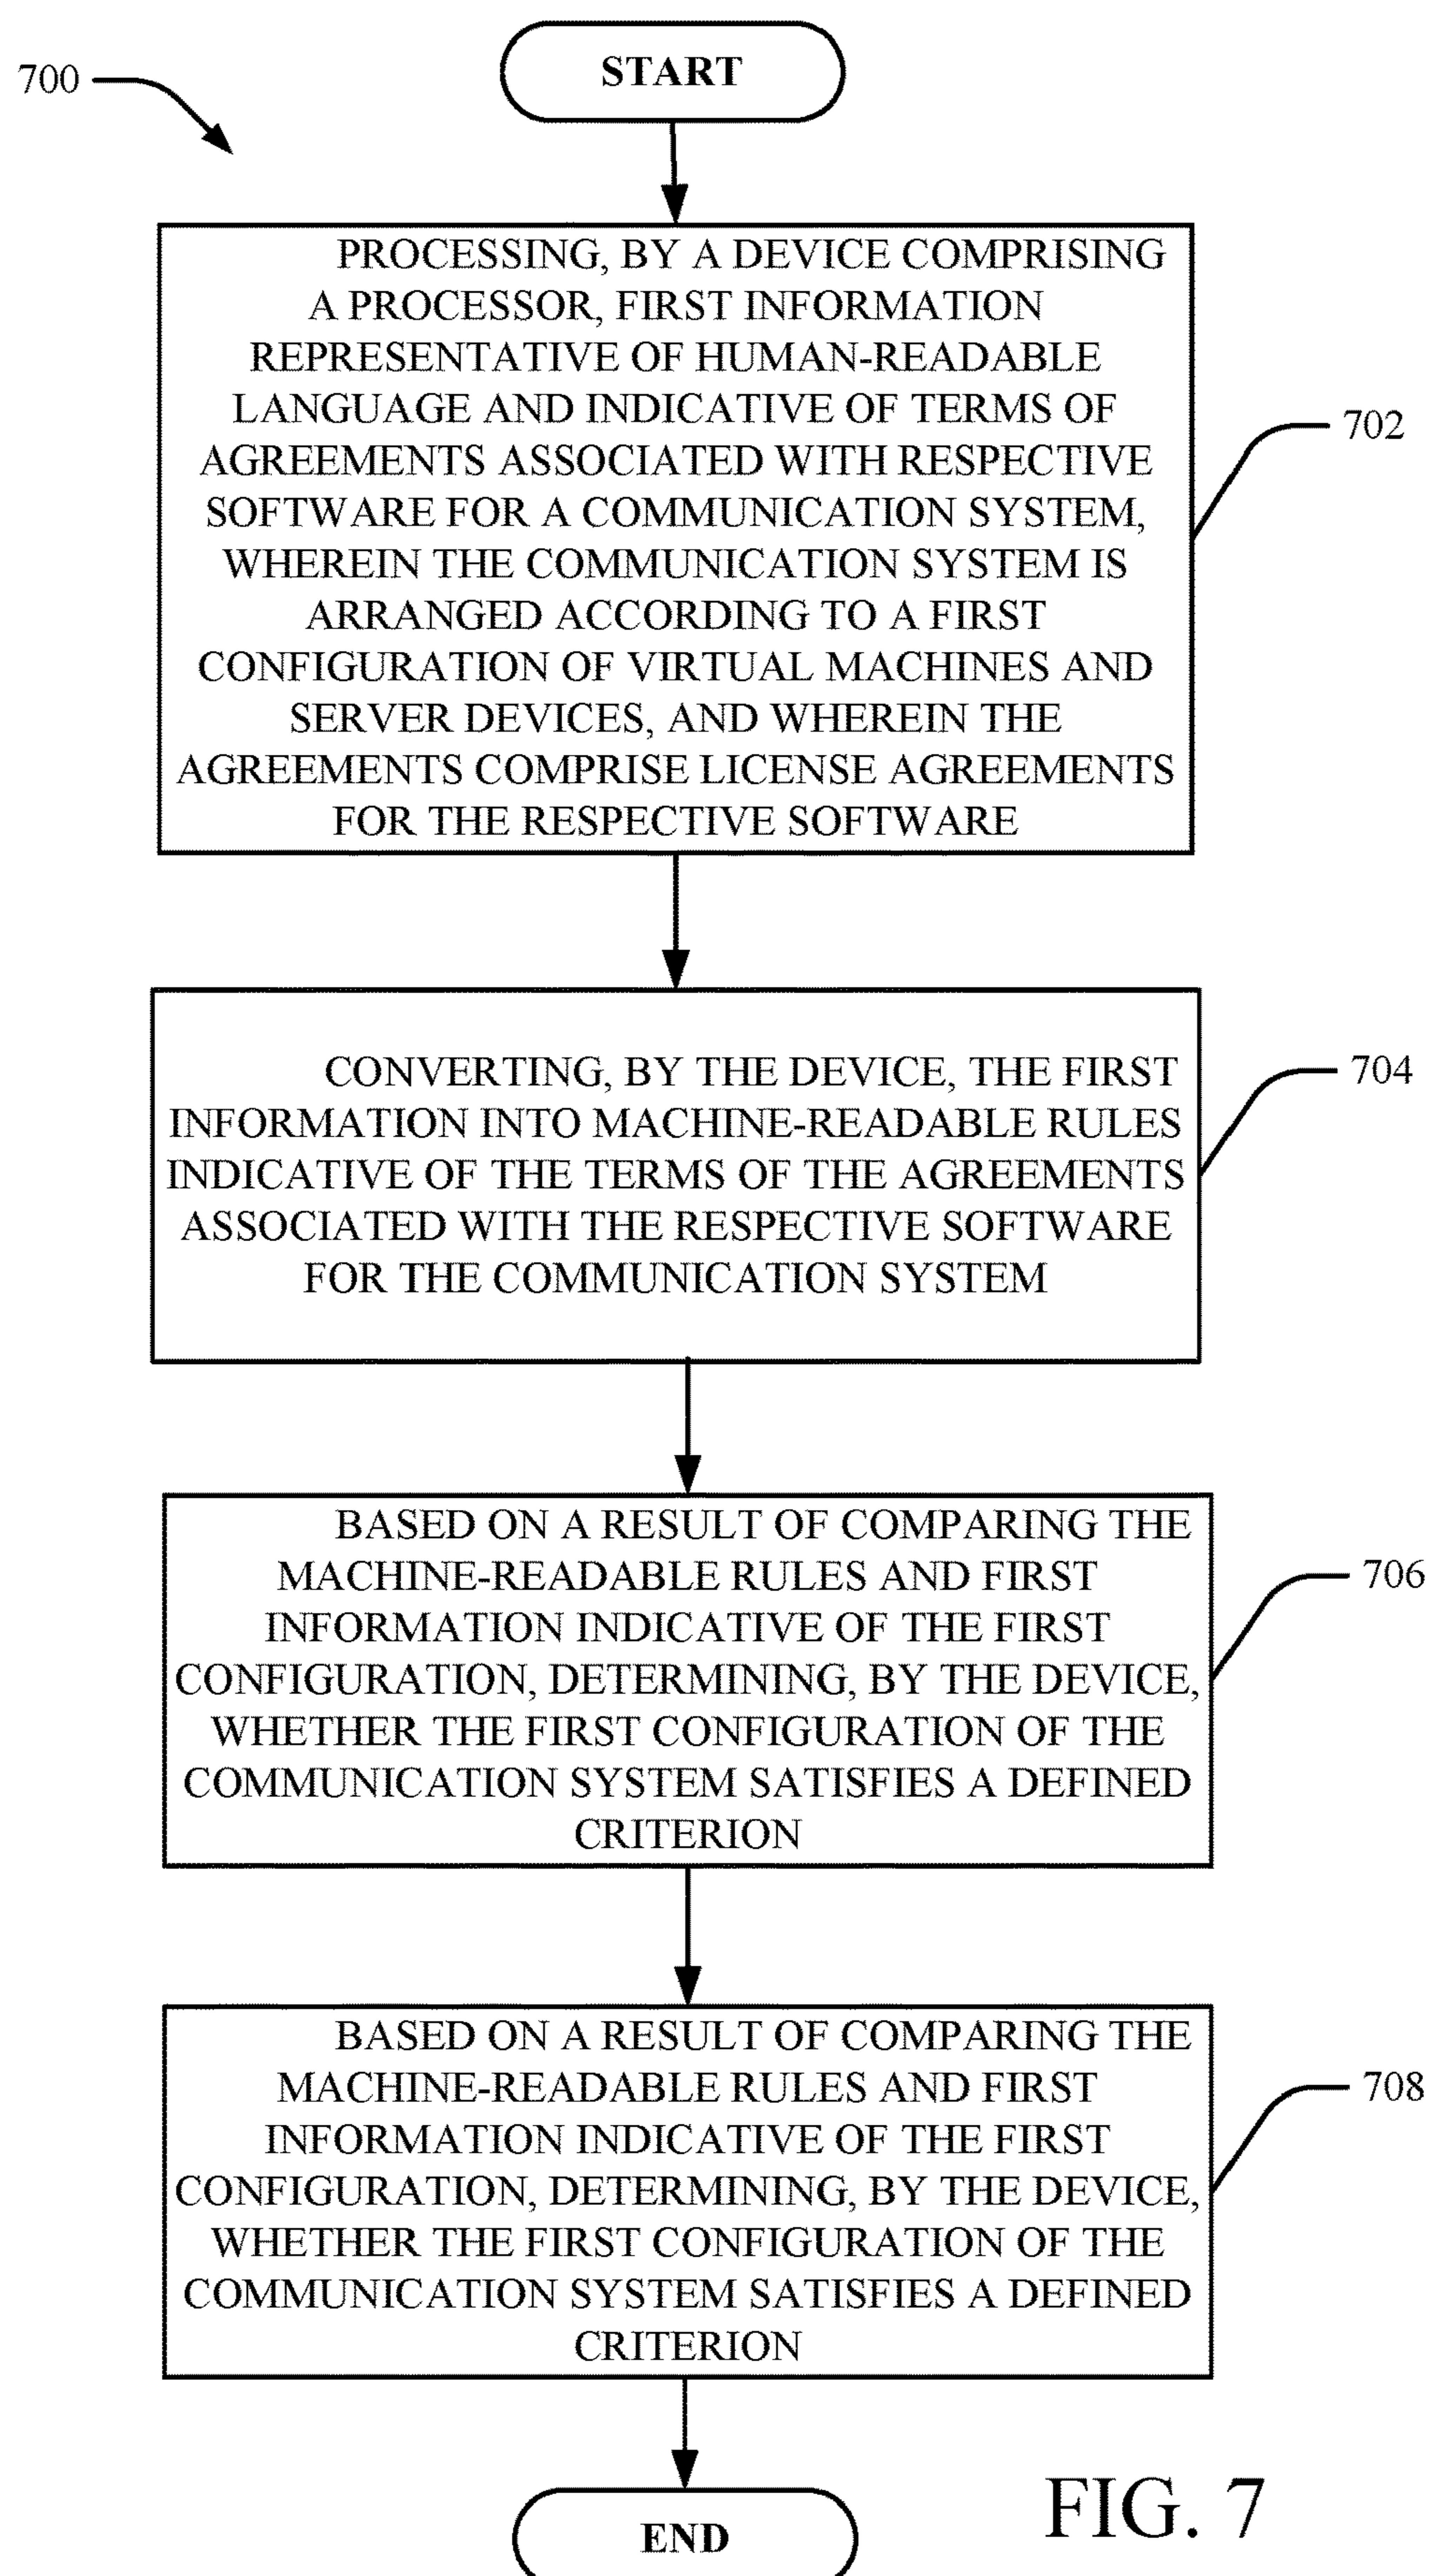 START
700
PROCESSING, BY A DEVICE COMPRISING
A PROCESSOR, FIRST INFORMATION
REPRESENTATIVE OF HUMAN-READABLE
LANGUAGE AND INDICATIVE OF TERMS OF
AGREEMENTS ASSOCIATED WITH RESPECTIVE
SOFTWARE FOR A COMMUNICATION SYSTEM,
WHEREIN THE COMMUNICATION SYSTEM IS
ARRANGED ACCORDING TO A FIRST
CONFIGURATION OF VIRTUAL MACHINES AND
SERVER DEVICES, AND WHEREIN THE
AGREEMENTS COMPRISE LICENSE AGREEMENTS
FOR THE RESPECTIVE SOFTWARE
702
CONVERTING, BY THE DEVICE, THE FIRST
INFORMATION INTO MACHINE-READABLE RULES
INDICATIVE OF THE TERMS OF THE AGREEMENTS
ASSOCIATED WITH THE RESPECTIVE SOFTWARE
FOR THE COMMUNICATION SYSTEM
704
BASED ON A RESULT OF COMPARING THE
MACHINE-READABLE RULES AND FIRST
INFORMATION INDICATIVE OF THE FIRST
CONFIGURATION, DETERMINING, BY THE DEVICE,
WHETHER THE FIRST CONFIGURATION OF THE
COMMUNICATION SYSTEM SATISFIES A DEFINED
CRITERION
706
BASED ON A RESULT OF COMPARING THE
MACHINE-READABLE RULES AND FIRST
INFORMATION INDICATIVE OF THE FIRST
CONFIGURATION, DETERMINING, BY THE DEVICE,
WHETHER THE FIRST CONFIGURATION OF THE
COMMUNICATION SYSTEM SATISFIES A DEFINED
CRITERION
708
END
FIG. 7